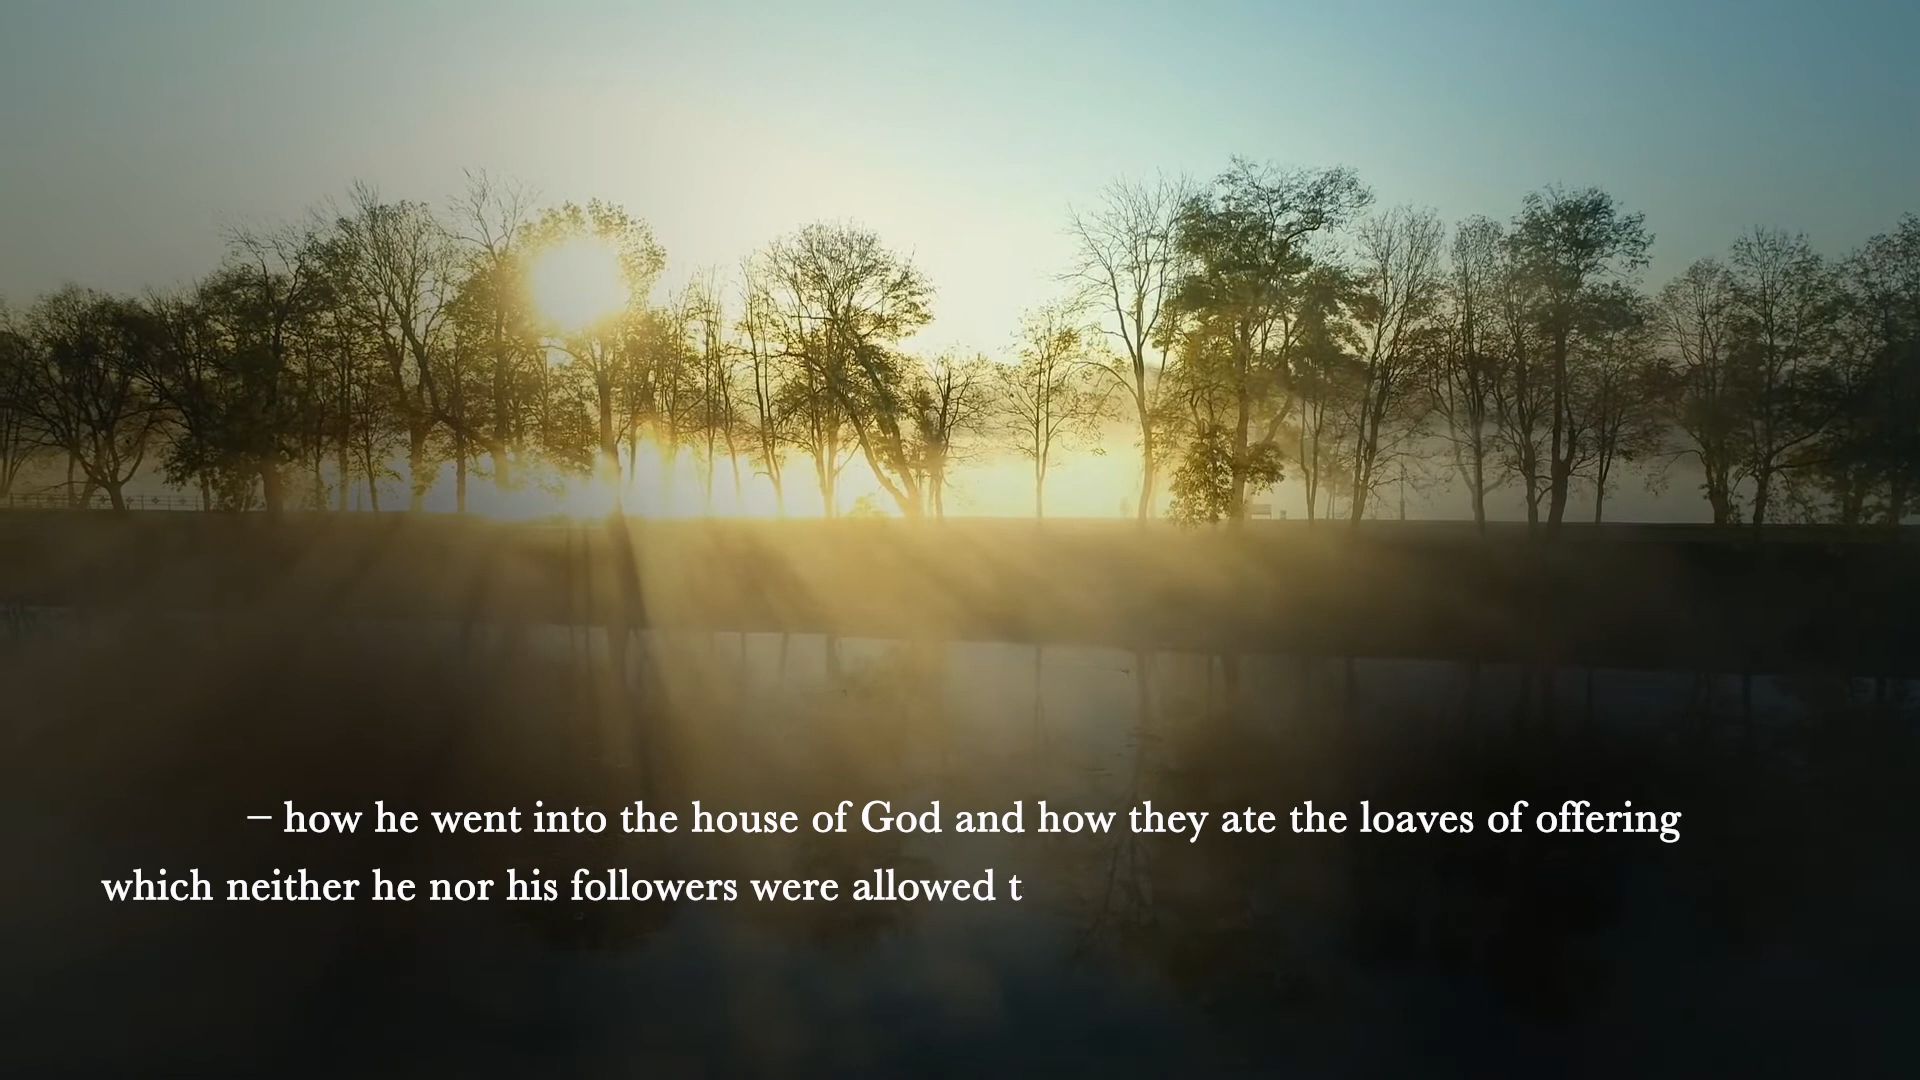 – how he went into the house of God and how they ate the loaves of offering
which neither he nor his followers were allowed t